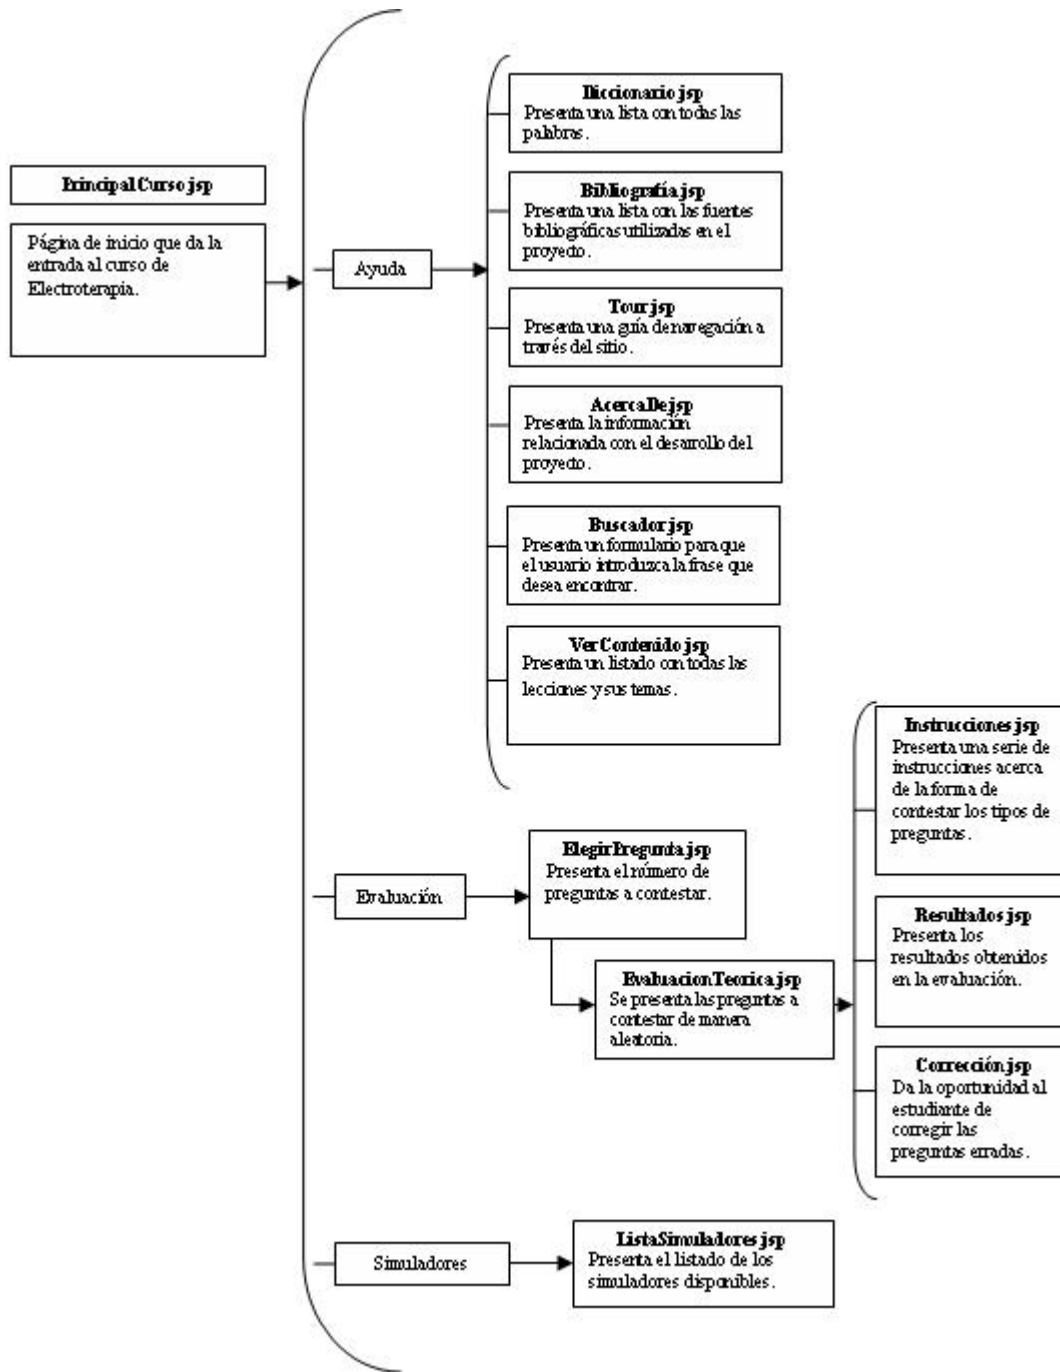 PrincipalCurso.jsp
Página de inicio que da la
entrada al curso de
Electroterapia.
Ayuda
Diccionario.jsp
Presenta una lista con todas las
palabras.
Bibliografía.jsp
Presenta una lista con las fuentes
bibliográficas utilizadas en el
proyecto.
Tour.jsp
Presenta una guía de navegación a
través del sitio.
AcercaDe.jsp
Presenta la información
relacionada con el desarrollo del
proyecto.
Buscador.jsp
Presenta un formulario para que
el usuario introduzca la frase que
desea encontrar.
VerContenido.jsp
Presenta un listado con todas las
lecciones y sus temas.
Evaluación
ElegirPregunta.jsp
Presenta el número de
preguntas a contestar.
EvaluacionTeorica.jsp
Se presenta las preguntas a
contestar de manera
aleatoria.
Instrucciones.jsp
Presenta una serie de
instrucciones acerca
de la forma de
contestar los tipos de
preguntas.
Resultados.jsp
Presenta los
resultados obtenidos
en la evaluación.
Corrección.jsp
Da la oportunidad al
estudiante de
corregir las
preguntas erradas.
Simuladores
ListaSimuladores.jsp
Presenta el listado de los
simuladores disponibles.